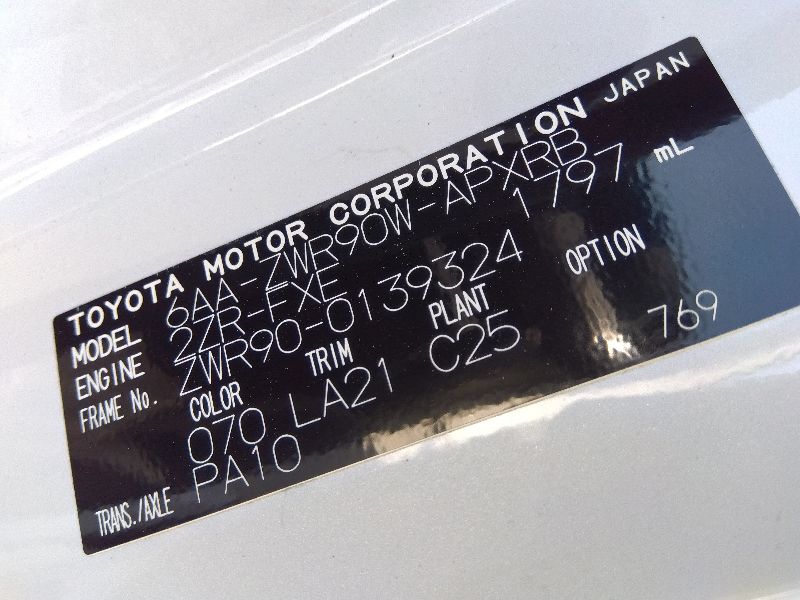 TOYOTA MOTOR CORPORATION JAPAN
MODEL 6AA-ZWR90W-APXRB
ENGINE 2ZR-FXE 1797 mL
FRAME No. ZWR90-0139324
COLOR TRIM PLANT OPTION
070 LA21 C25 769
TRANS./AXLE PA10